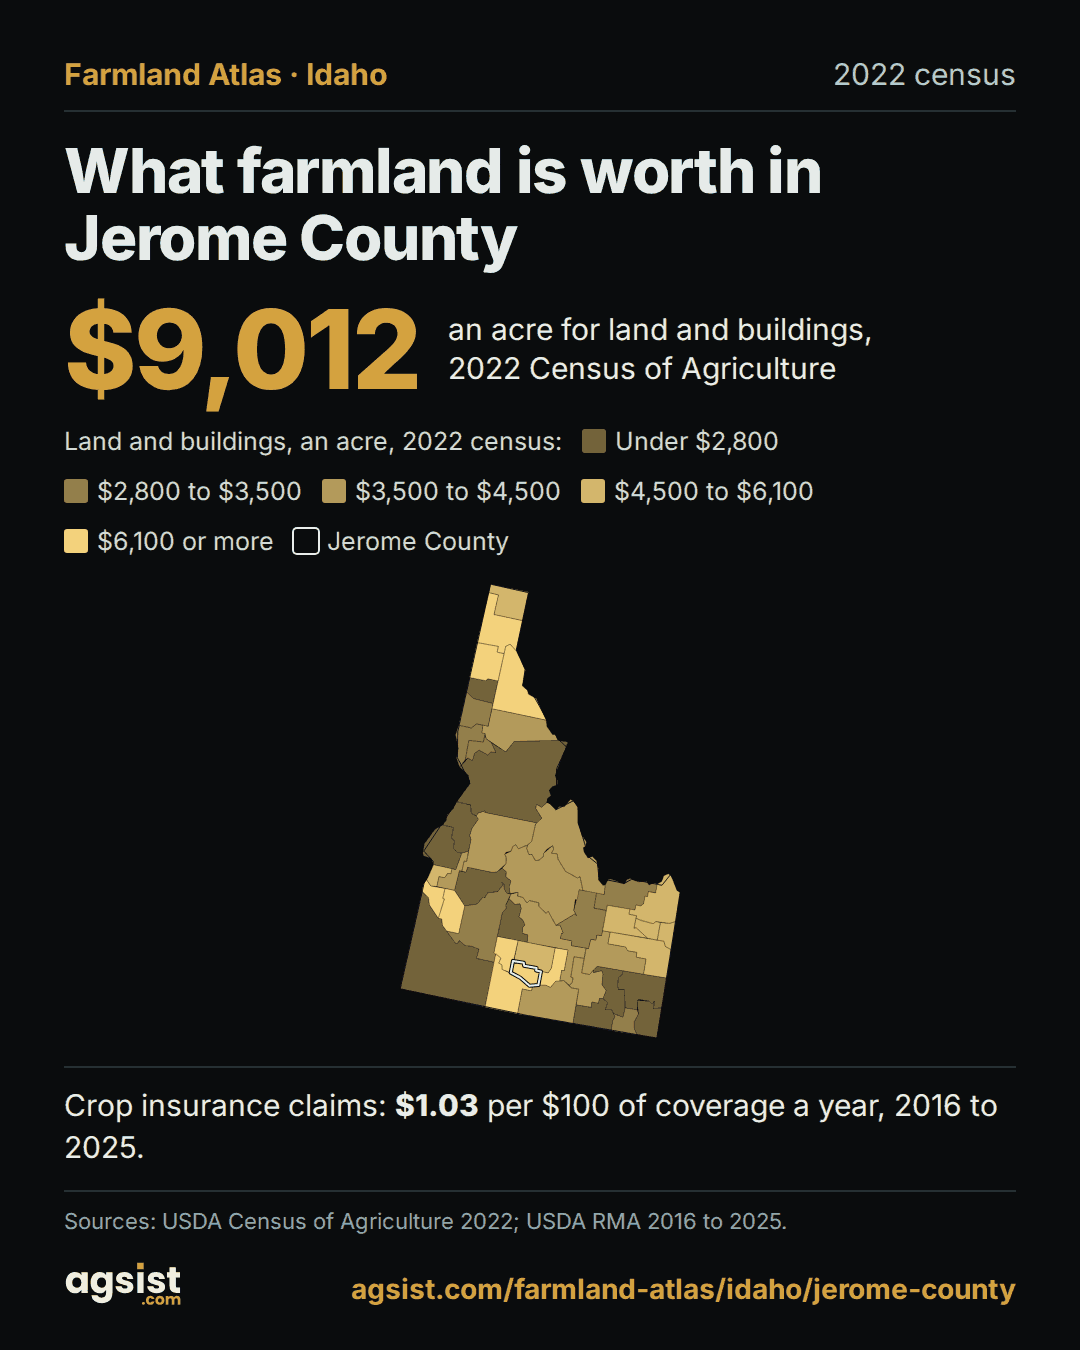 Farmland Atlas · Idaho
2022 census
What farmland is worth in
Jerome County
$9,012
an acre for land and buildings,
2022 Census of Agriculture
Land and buildings, an acre, 2022 census: Under $2,800
$2,800 to $3,500 $3,500 to $4,500 $4,500 to $6,100
$6,100 or more Jerome County
Crop insurance claims: $1.03 per $100 of coverage a year, 2016 to
2025.
Sources: USDA Census of Agriculture 2022; USDA RMA 2016 to 2025.
agsist
.com
agsist.com/farmland-atlas/idaho/jerome-county